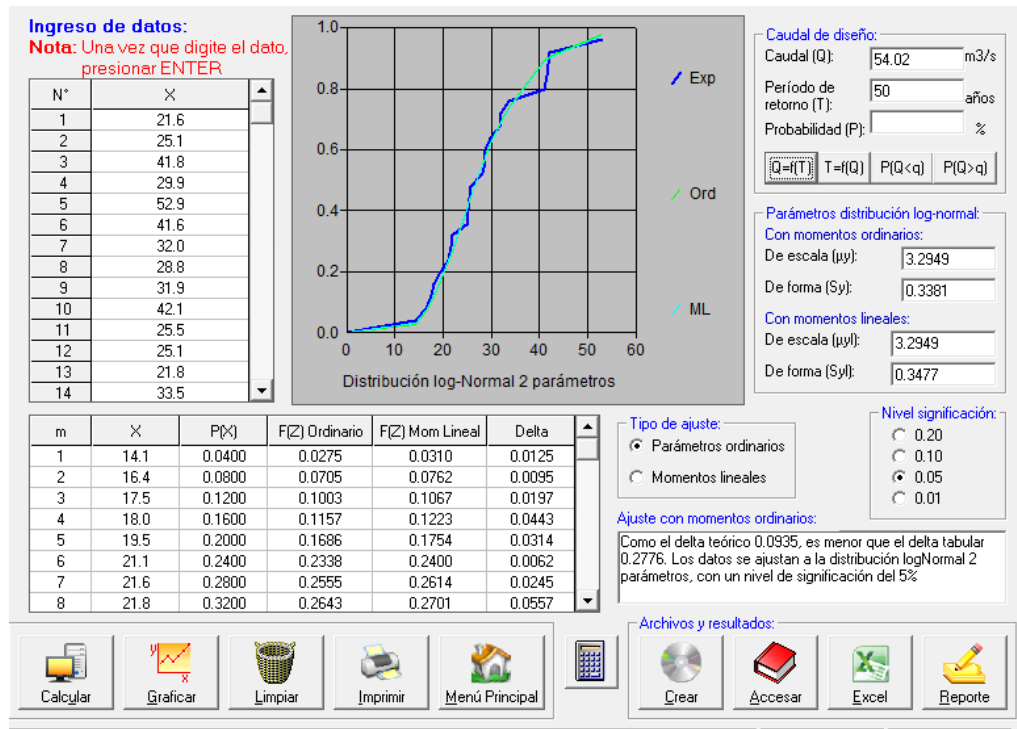 Ingreso de datos:
Nota: Una vez que digite el dato,
presionar ENTER
N° X
1 21.6
2 25.1
3 41.8
4 29.9
5 52.9
6 41.6
7 32.0
8 28.8
9 31.9
10 42.1
11 25.5
12 25.1
13 21.8
14 33.5
1.0
0.8
0.6
0.4
0.2
0.0
0 10 20 30 40 50 60
Distribución log-Normal 2 parámetros
Exp
Ord
ML
Caudal de diseño:
Caudal (Q): 54.02 m3/s
Período de
retorno (T): 50 años
Probabilidad (P): %
Q=f(T) T=f(Q) P(Q<q) P(Q>q)
Parámetros distribución log-normal:
Con momentos ordinarios:
De escala (μy): 3.2949
De forma (Sy): 0.3381
Con momentos lineales:
De escala (μyl): 3.2949
De forma (Syl): 0.3477
m X P(X) F(Z) Ordinario F(Z) Mom Lineal Delta
1 14.1 0.0400 0.0275 0.0310 0.0125
2 16.4 0.0800 0.0705 0.0762 0.0095
3 17.5 0.1200 0.1003 0.1067 0.0197
4 18.0 0.1600 0.1157 0.1223 0.0443
5 19.5 0.2000 0.1686 0.1754 0.0314
6 21.1 0.2400 0.2338 0.2400 0.0062
7 21.6 0.2800 0.2555 0.2614 0.0245
8 21.8 0.3200 0.2643 0.2701 0.0557
Tipo de ajuste:
Parámetros ordinarios
Momentos lineales
Nivel significación:
0.20
0.10
0.05
0.01
Ajuste con momentos ordinarios:
Como el delta teórico 0.0935, es menor que el delta tabular
0.2776. Los datos se ajustan a la distribución logNormal 2
parámetros, con un nivel de significación del 5%
Archivos y resultados:
Calcular Graficar Limpiar Imprimir Menú Principal Crear Accesar Excel Reporte